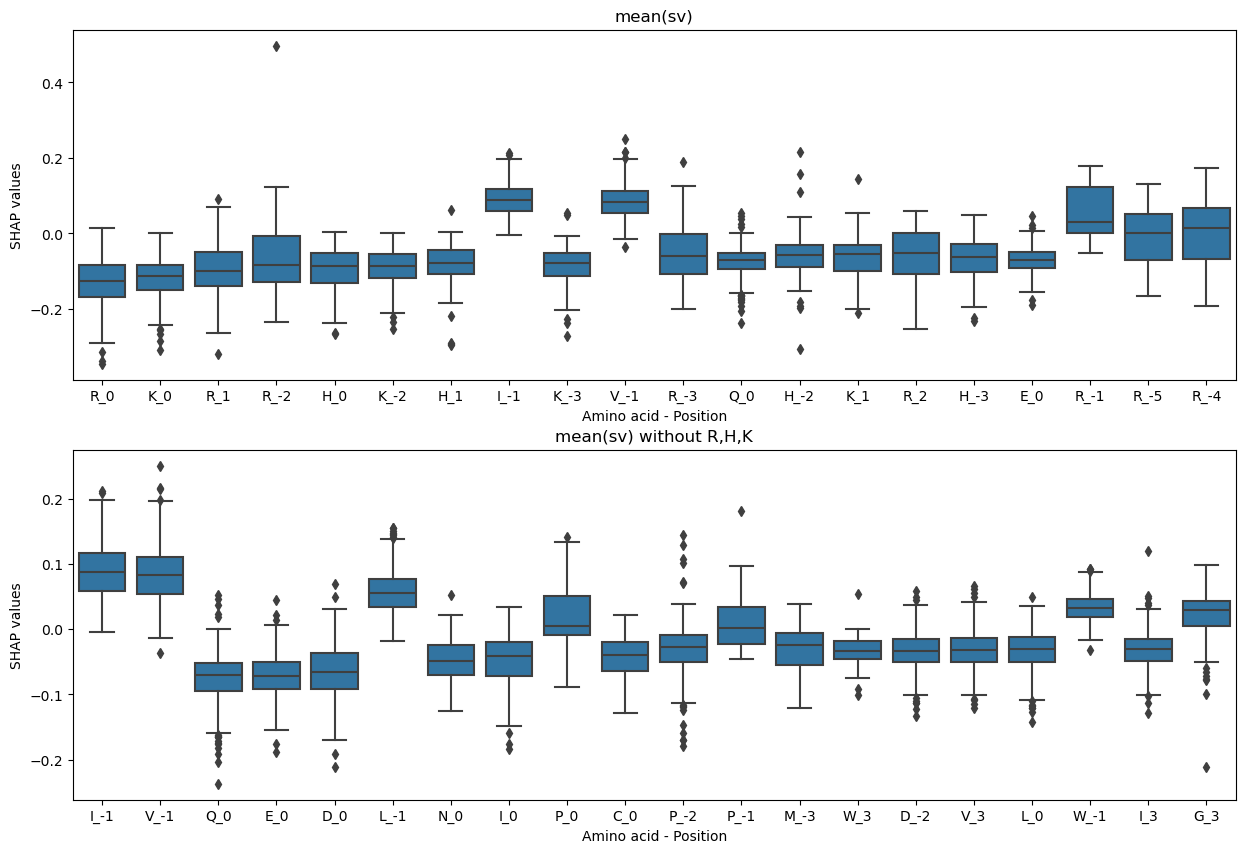 mean(sv)
0.4
0.2
0.0
−0.2
SHAP values
R_0 K_0 R_1 R_-2 H_0 K_-2 H_1 I_-1 K_-3 V_-1 R_-3 Q_0 H_-2 K_1 R_2 H_-3 E_0 R_-1 R_-5 R_-4
Amino acid - Position
mean(sv) without R,H,K
0.2
0.1
0.0
−0.1
−0.2
SHAP values
I_-1 V_-1 Q_0 E_0 D_0 L_-1 N_0 I_0 P_0 C_0 P_-2 P_-1 M_-3 W_3 D_-2 V_3 L_0 W_-1 I_3 G_3
Amino acid - Position